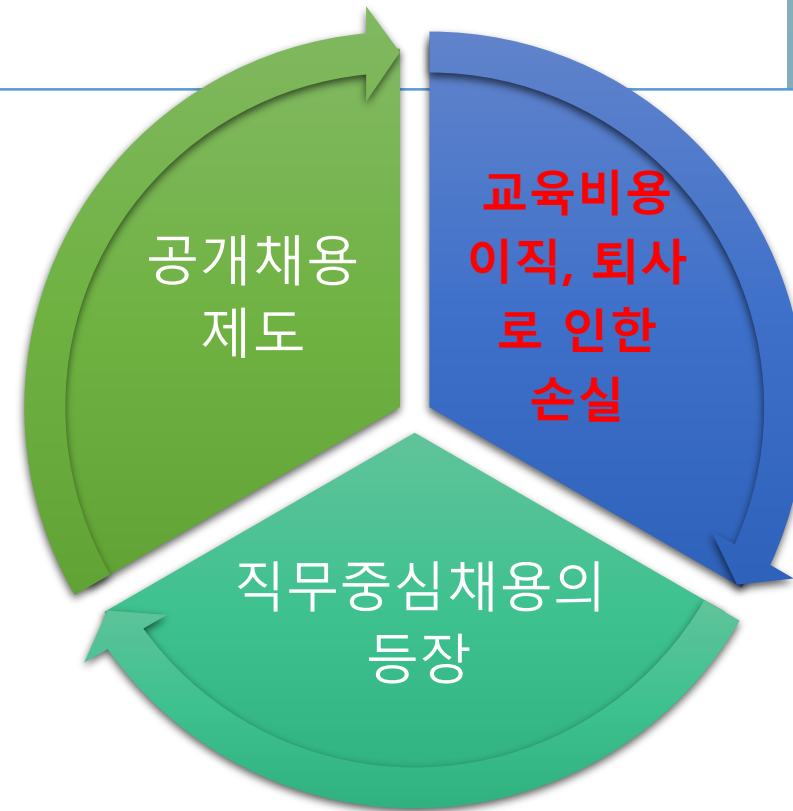 공개채용
제도
교육비용
이직, 퇴사
로 인한
손실
직무중심채용의
등장